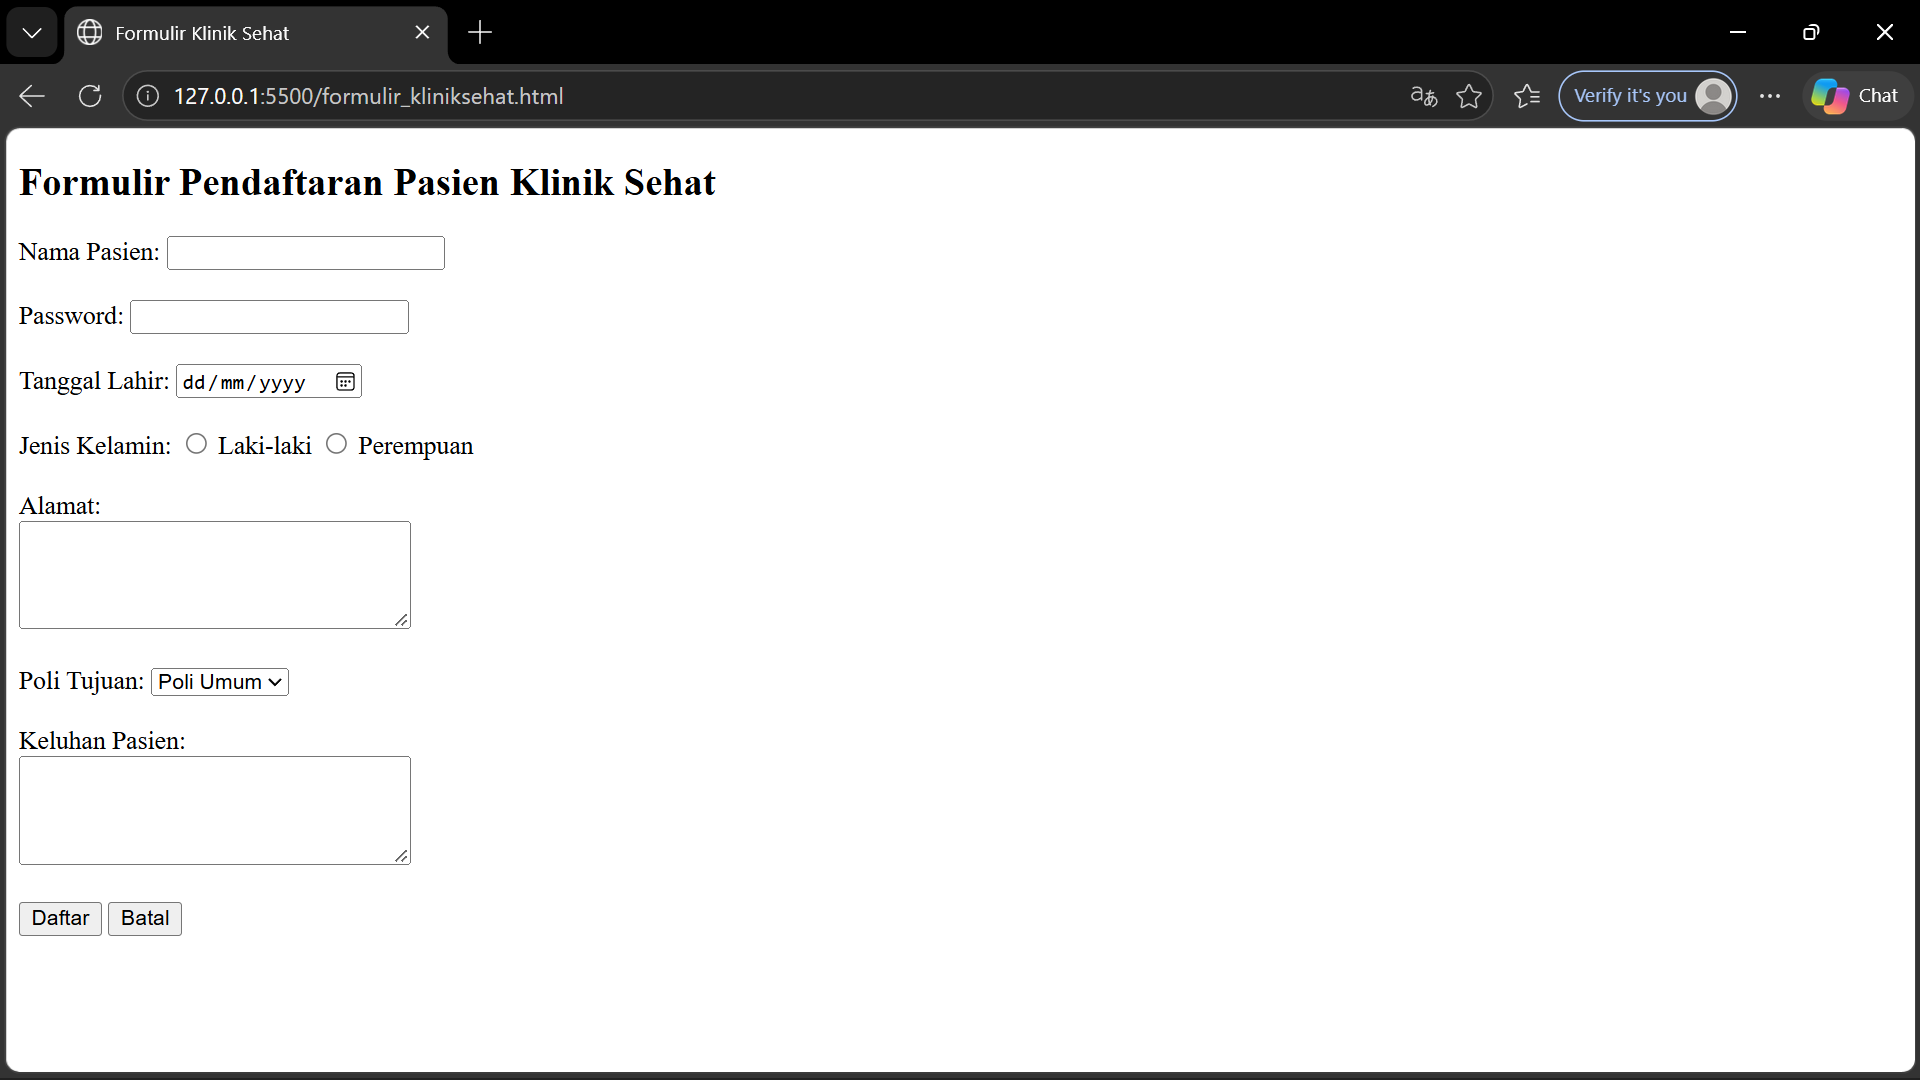 Formulir Klinik Sehat
127.0.0.1:5500/formulir_kliniksehat.html
aあ
Verify it's you
Chat
Formulir Pendaftaran Pasien Klinik Sehat
Nama Pasien:
Password:
Tanggal Lahir: dd/mm/yyyy
Jenis Kelamin: Laki-laki Perempuan
Alamat:
Poli Tujuan: Poli Umum
Keluhan Pasien:
Daftar Batal